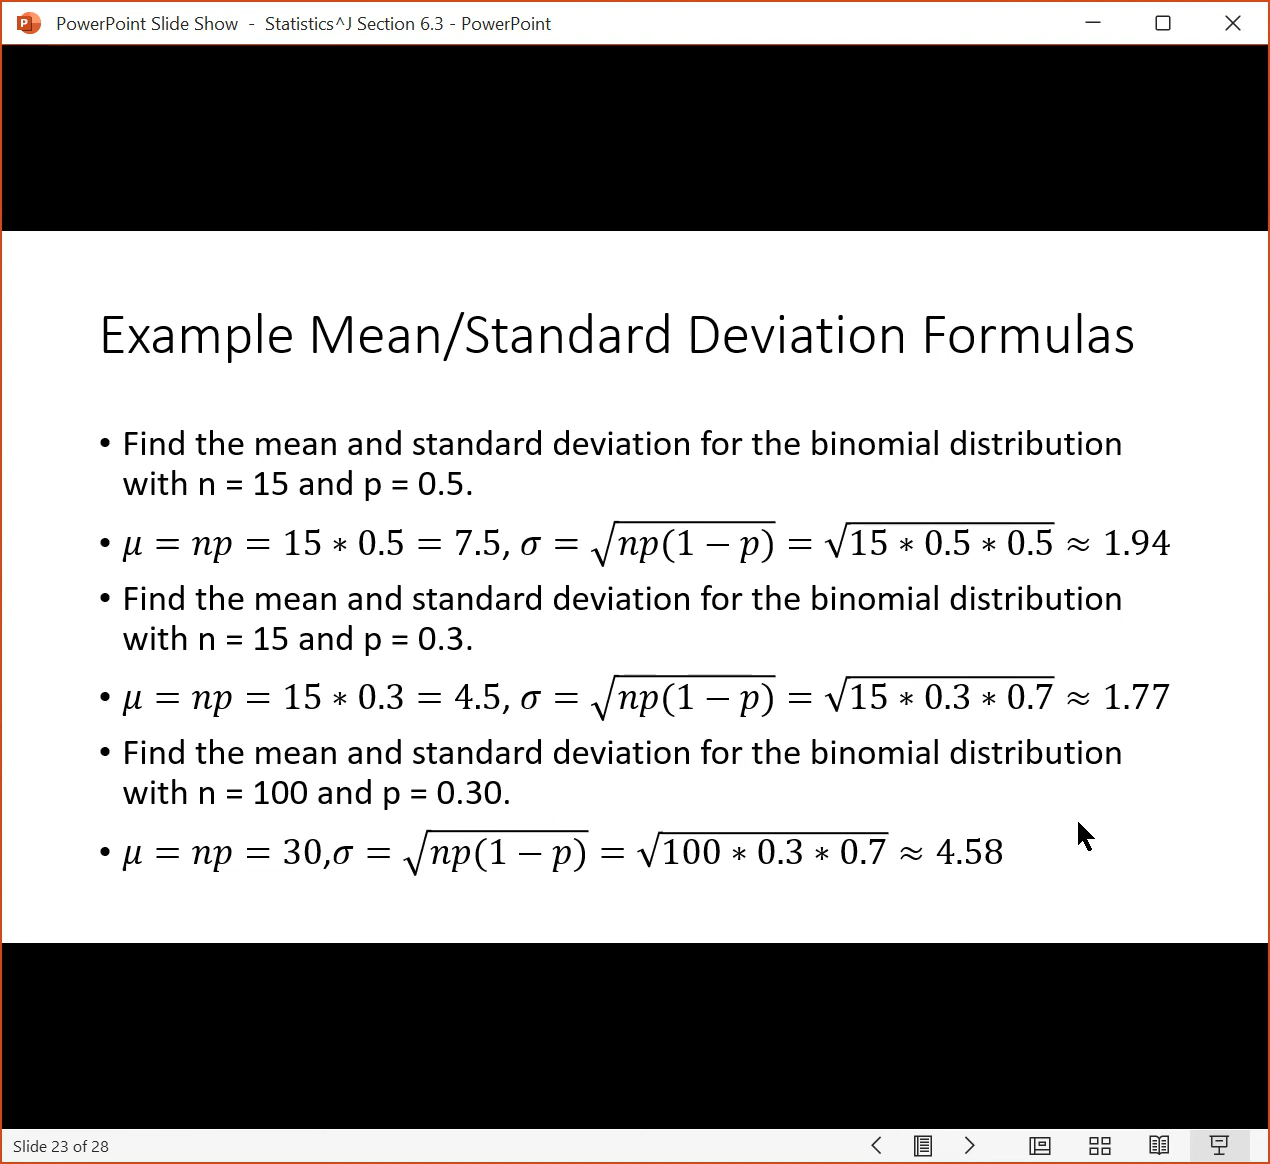 PowerPoint Slide Show - Statistics^J Section 6.3 - PowerPoint
Example Mean/Standard Deviation Formulas
• Find the mean and standard deviation for the binomial distribution
with n = 15 and p = 0.5.
• μ = np = 15 ∗ 0.5 = 7.5, σ = √(np(1 − p)) = √(15 ∗ 0.5 ∗ 0.5) ≈ 1.94
• Find the mean and standard deviation for the binomial distribution
with n = 15 and p = 0.3.
• μ = np = 15 ∗ 0.3 = 4.5, σ = √(np(1 − p)) = √(15 ∗ 0.3 ∗ 0.7) ≈ 1.77
• Find the mean and standard deviation for the binomial distribution
with n = 100 and p = 0.30.
• μ = np = 30,σ = √(np(1 − p)) = √(100 ∗ 0.3 ∗ 0.7) ≈ 4.58
Slide 23 of 28